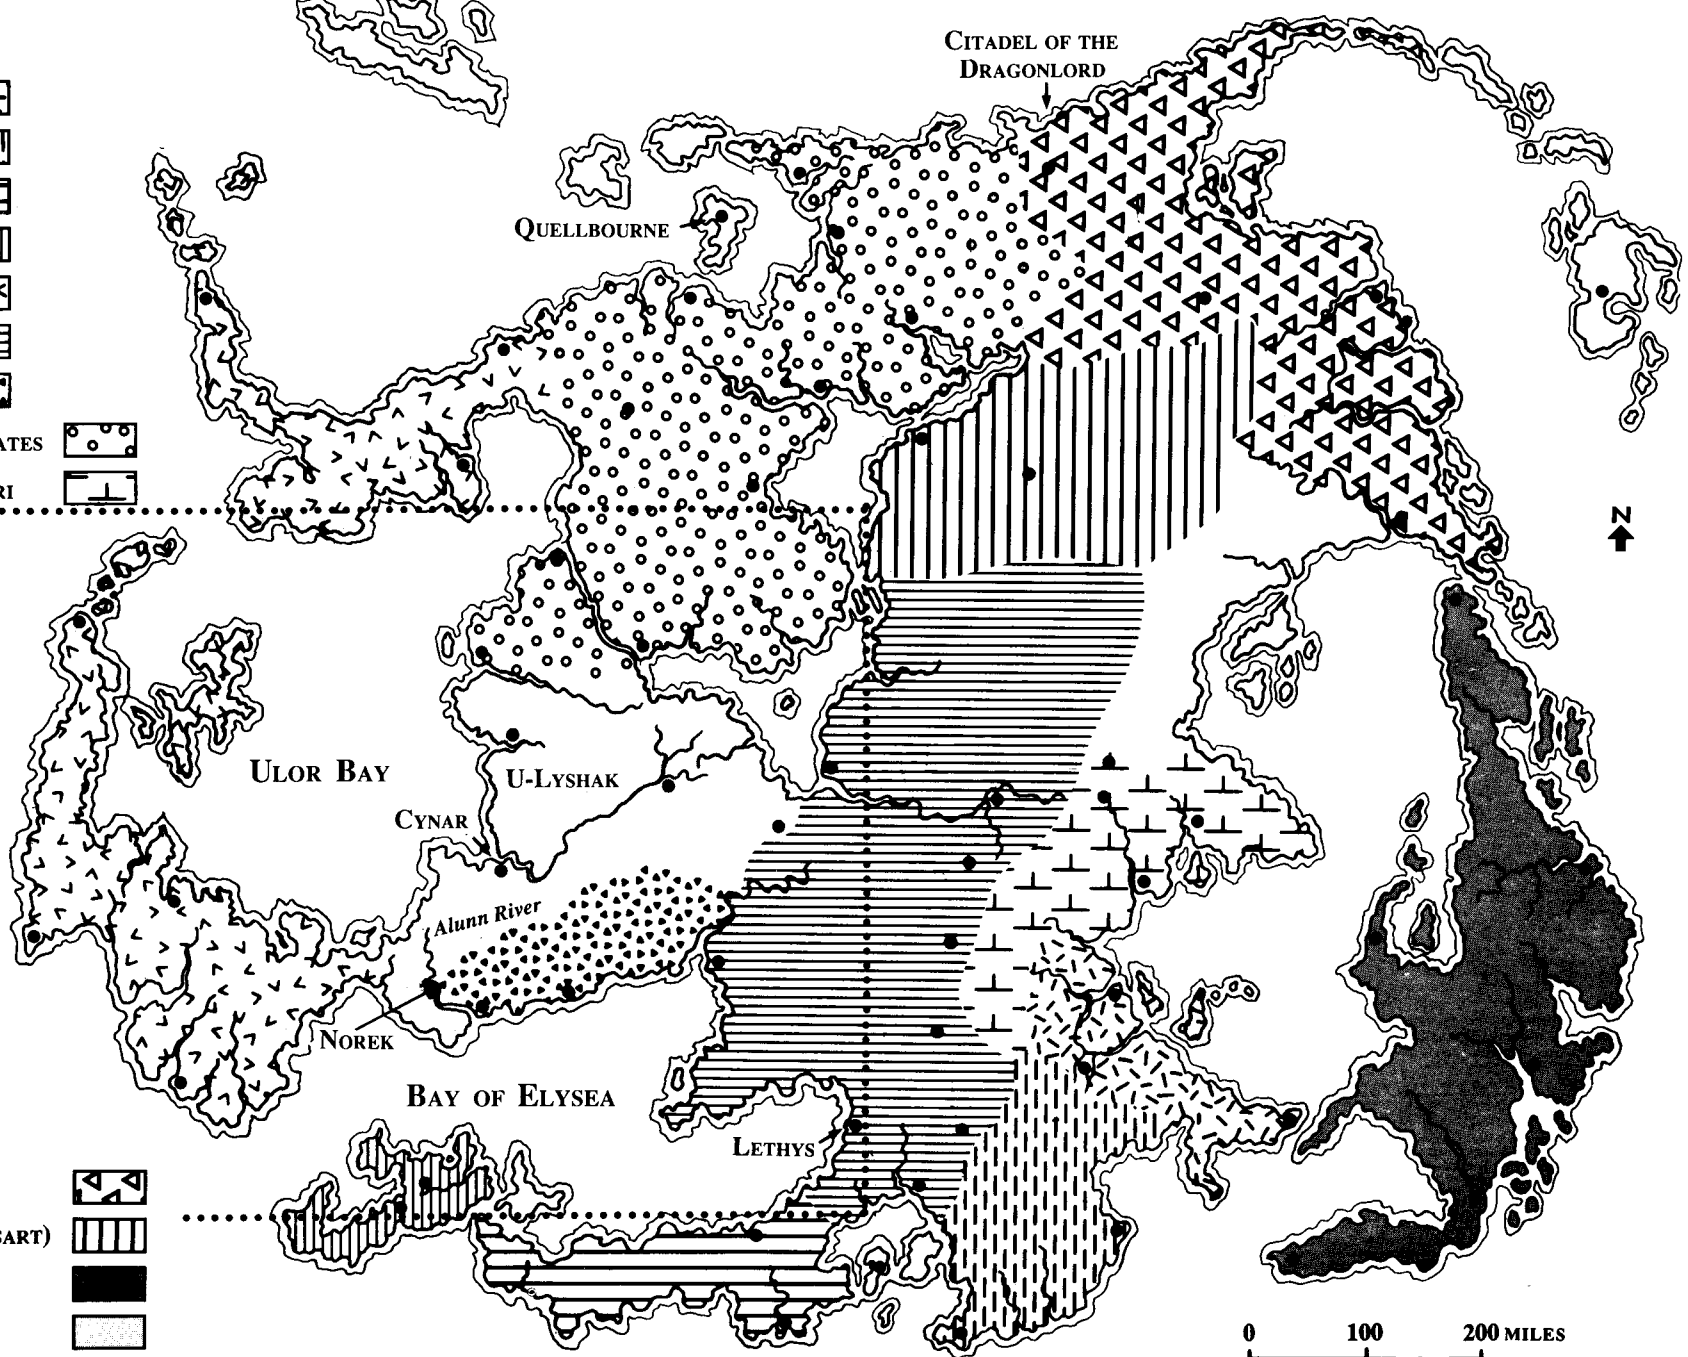 CITADEL OF THE
DRAGONLORD
QUELLBOURNE
ATES
RI
N
ULOR BAY
U-LYSHAK
CYNAR
Alunn River
NOREK
BAY OF ELYSEA
LETHYS
ART)
0 100 200 MILES